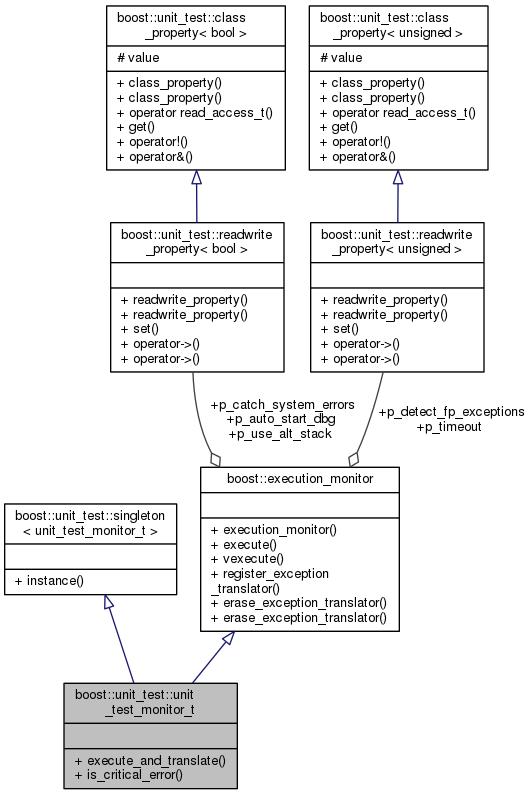 boost::unit_test::class
_property< bool >
# value
+ class_property()
+ class_property()
+ operator read_access_t()
+ get()
+ operator!()
+ operator&()
boost::unit_test::class
_property< unsigned >
# value
+ class_property()
+ class_property()
+ operator read_access_t()
+ get()
+ operator!()
+ operator&()
boost::unit_test::readwrite
_property< bool >
+ readwrite_property()
+ readwrite_property()
+ set()
+ operator->()
+ operator->()
boost::unit_test::readwrite
_property< unsigned >
+ readwrite_property()
+ readwrite_property()
+ set()
+ operator->()
+ operator->()
+p_catch_system_errors
+p_auto_start_dbg
+p_use_alt_stack
+p_detect_fp_exceptions
+p_timeout
boost::execution_monitor
+ execution_monitor()
+ execute()
+ vexecute()
+ register_exception
_translator()
+ erase_exception_translator()
+ erase_exception_translator()
boost::unit_test::singleton
< unit_test_monitor_t >
+ instance()
boost::unit_test::unit
_test_monitor_t
+ execute_and_translate()
+ is_critical_error()